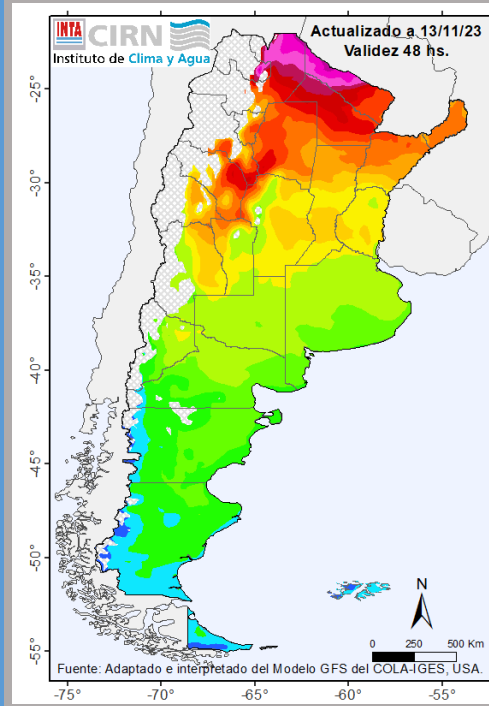 INTA CIRN
Instituto de Clima y Agua
Actualizado a 13/11/23
Validez 48 hs.
-25°
-30°
-35°
-40°
-45°
-50°
-55°
N
0 250 500 Km
Fuente: Adaptado e interpretado del Modelo GFS del COLA-IGES, USA.
-75 -70 -65 -60 -55